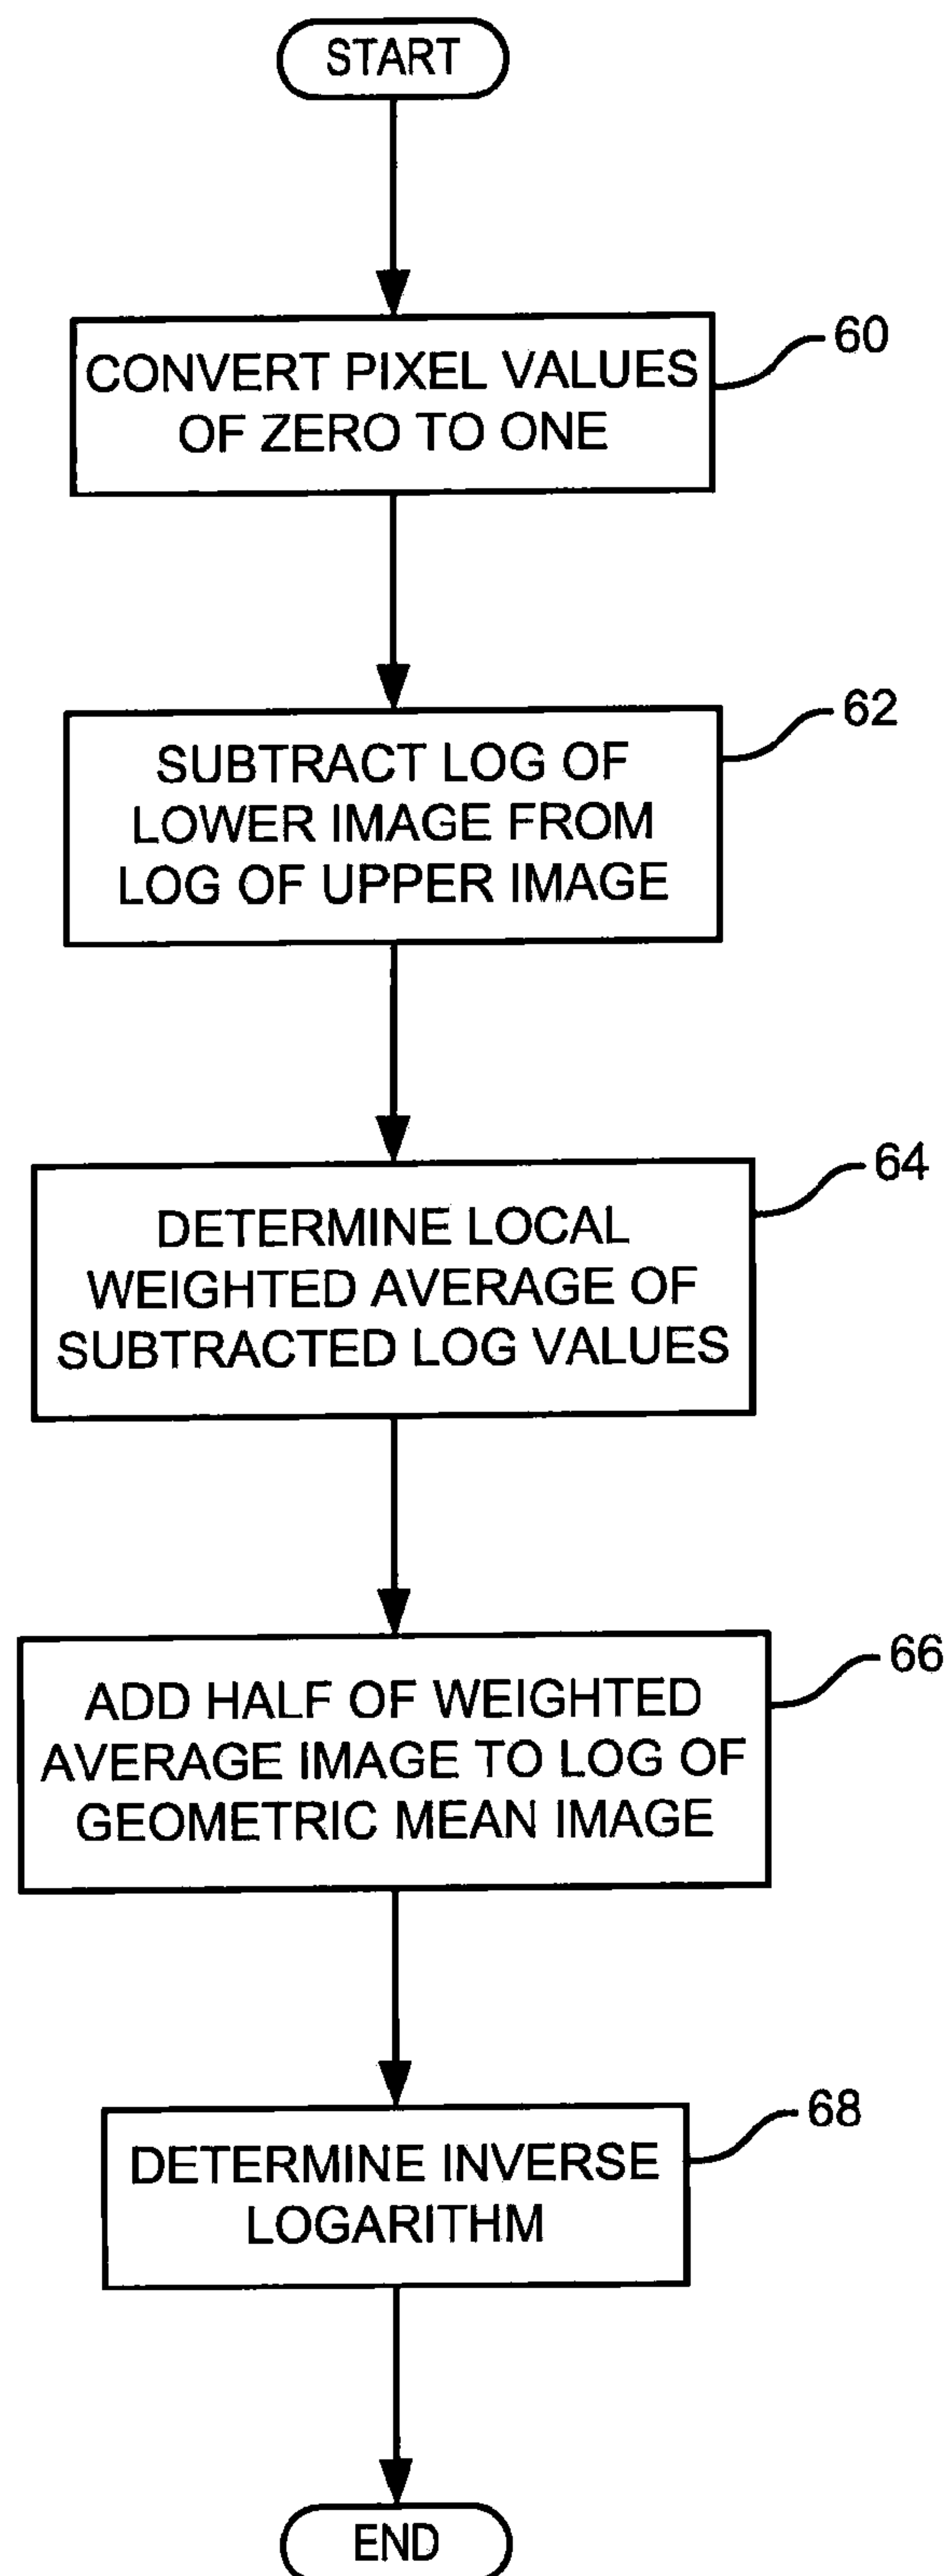 START
CONVERT PIXEL VALUES
OF ZERO TO ONE
60
SUBTRACT LOG OF
LOWER IMAGE FROM
LOG OF UPPER IMAGE
62
DETERMINE LOCAL
WEIGHTED AVERAGE OF
SUBTRACTED LOG VALUES
64
ADD HALF OF WEIGHTED
AVERAGE IMAGE TO LOG OF
GEOMETRIC MEAN IMAGE
66
DETERMINE INVERSE
LOGARITHM
68
END